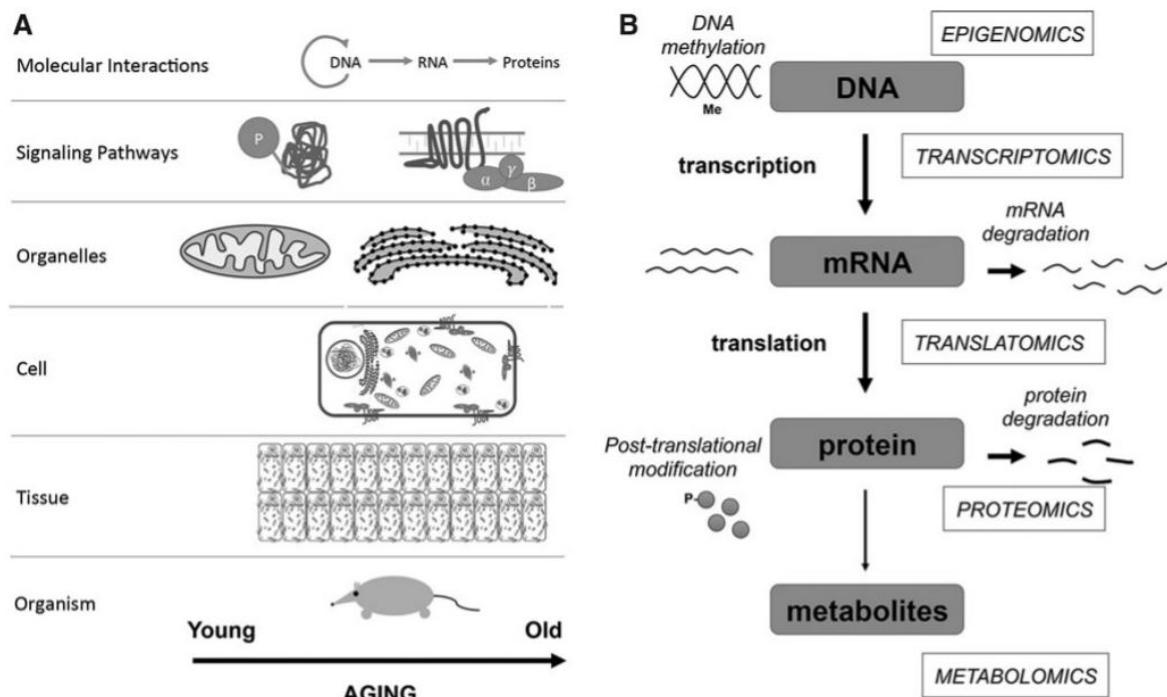 A
Molecular Interactions
DNA
RNA
Proteins
Signaling Pathways
P
α
γ
β
Organelles
Cell
Tissue
Organism
Young
Old
AGING
B
DNA
methylation
Me
EPIGENOMICS
DNA
transcription
TRANSCRIPTOMICS
mRNA
degradation
mRNA
translation
TRANSLATOMICS
protein
degradation
Post-translational
modification
P
protein
PROTEOMICS
metabolites
METABOLOMICS